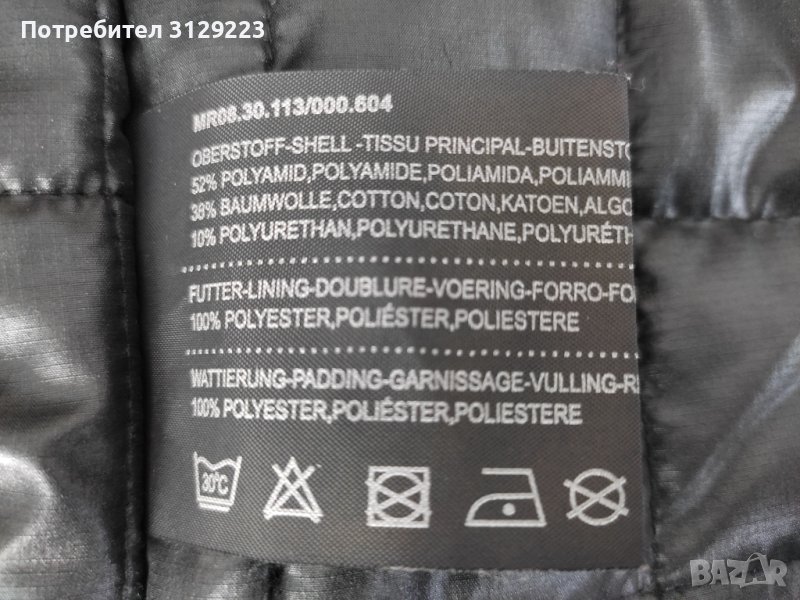 Потребител 3129223
MR08.30.113/000.604
OBERSTOFF-SHELL -TISSU PRINCIPAL-BUITENSTO
52% POLYAMID,POLYAMIDE,POLIAMIDA,POLIAMMI
38% BAUMWOLLE,COTTON,COTON,KATOEN,ALGO
10% POLYURETHAN,POLYURETHANE,POLYURÉTH
FUTTER-LINING-DOUBLURE-VOERING-FORRO-FO
100% POLYESTER,POLIÉSTER,POLIESTERE
WATTIERUNG-PADDING-GARNISSAGE-VULLING-R
100% POLYESTER,POLIÉSTER,POLIESTERE
30°C
BAZAR